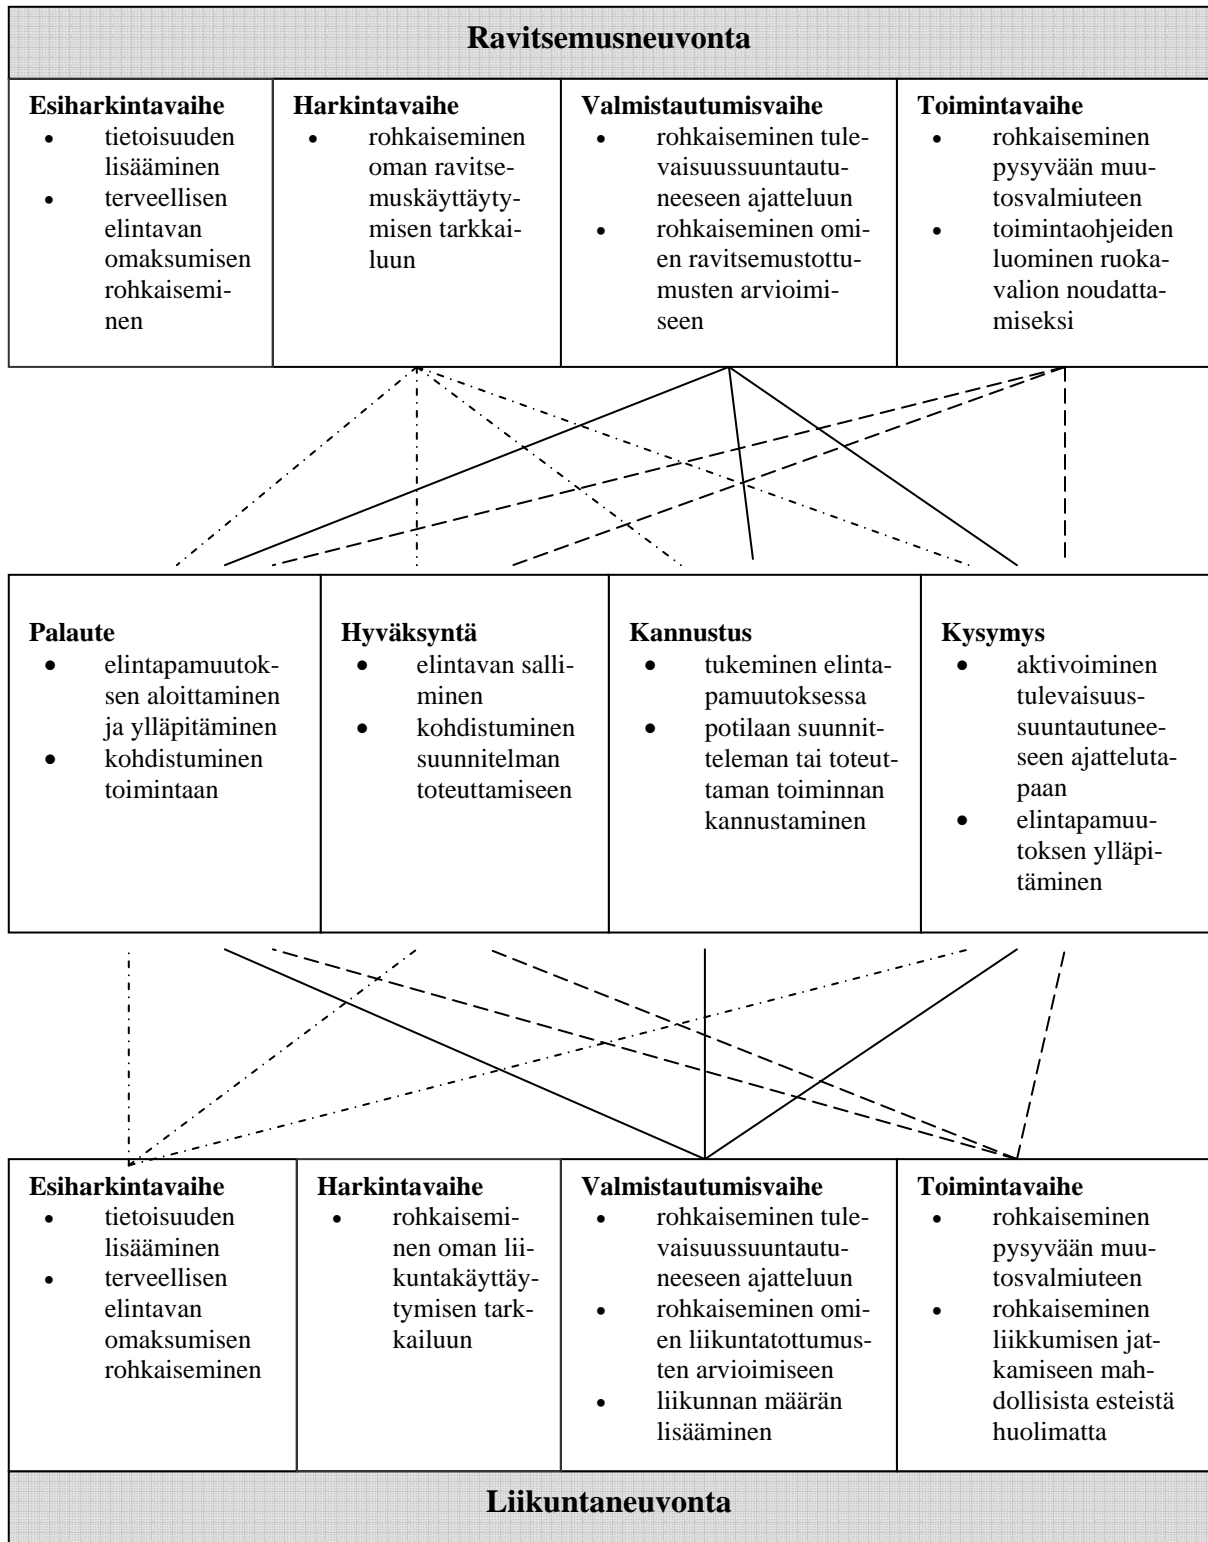 Ravitsemusneuvonta
Esiharkintavaihe
• tietoisuuden
lisääminen
• terveellisen
elintavan
omaksumisen
rohkaisemi-
nen
Harkintavaihe
• rohkaiseminen
oman ravitse-
muskäyttäyty-
misen tarkkai-
luun
Valmistautumisvaihe
• rohkaiseminen tule-
vaisuussuuntautu-
neeseen ajatteluun
• rohkaiseminen omi-
en ravitsemustottu-
musten arvioimi-
seen
Toimintavaihe
• rohkaiseminen
pysyvään muu-
tosvalmiuteen
• toimintaohjeiden
luominen ruoka-
valion noudatta-
miseksi
Palaute
• elintapamuutok-
sen aloittaminen
ja ylläpitäminen
• kohdistuminen
toimintaan
Hyväksyntä
• elintavan salli-
minen
• kohdistuminen
suunnitelman
toteuttamiseen
Kannustus
• tukeminen elinta-
pamuutoksessa
• potilaan suunnit-
teleman tai toteut-
taman toiminnan
kannustaminen
Kysymys
• aktivoiminen
tulevaisuus-
suuntautunee-
seen ajatteluta-
paan
• elintapamuu-
toksen ylläpi-
täminen
Esiharkintavaihe
• tietoisuuden
lisääminen
• terveellisen
elintavan
omaksumisen
rohkaiseminen
Harkintavaihe
• rohkaisemi-
nen oman lii-
kuntakäyttäy-
tymisen tark-
kailuun
Valmistautumisvaihe
• rohkaiseminen tule-
vaisuussuuntautu-
neeseen ajatteluun
• rohkaiseminen omi-
en liikuntatottumus-
ten arvioimiseen
• liikunnan määrän
lisääminen
Toimintavaihe
• rohkaiseminen
pysyvään muu-
tosvalmiuteen
• rohkaiseminen
liikkumisen jat-
kamiseen mah-
dollisista esteistä
huolimatta
Liikuntaneuvonta